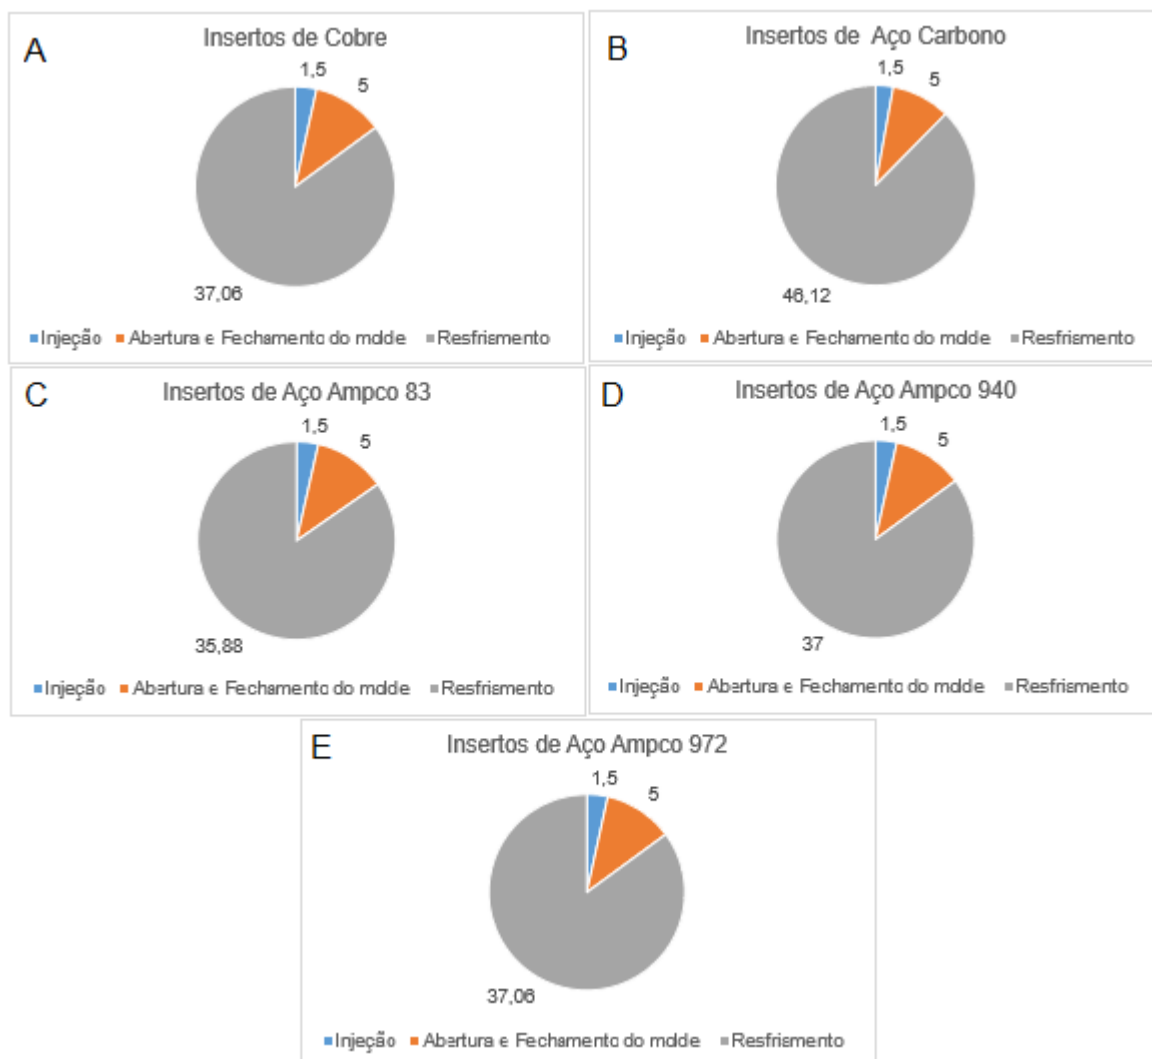 A
Insertos de Cobre
1,5
5
37,06
Injeção Abertura e Fechamento do molde Resfriamento
B
Insertos de Aço Carbono
1,5
5
46,12
Injeção Abertura e Fechamento do molde Resfriamento
C
Insertos de Aço Ampco 83
1,5
5
35,88
Injeção Abertura e Fechamento do molde Resfriamento
D
Insertos de Aço Ampco 940
1,5
5
37
Injeção Abertura e Fechamento do molde Resfriamento
E
Insertos de Aço Ampco 972
1,5
5
37,06
Injeção Abertura e Fechamento do molde Resfriamento